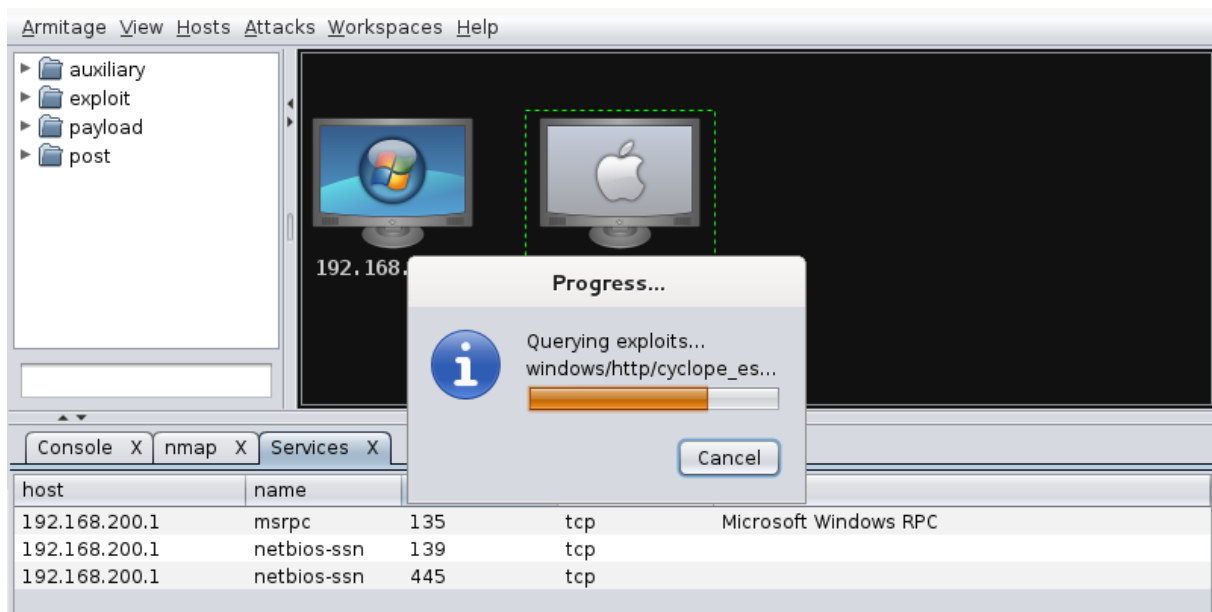 Armitage View Hosts Attacks Workspaces Help
auxiliary
exploit
payload
post
192.168.
Progress...
Querying exploits...
windows/http/cyclope_es...
Cancel
Console X nmap X Services X
host name
192.168.200.1 msrpc 135 tcp Microsoft Windows RPC
192.168.200.1 netbios-ssn 139 tcp
192.168.200.1 netbios-ssn 445 tcp